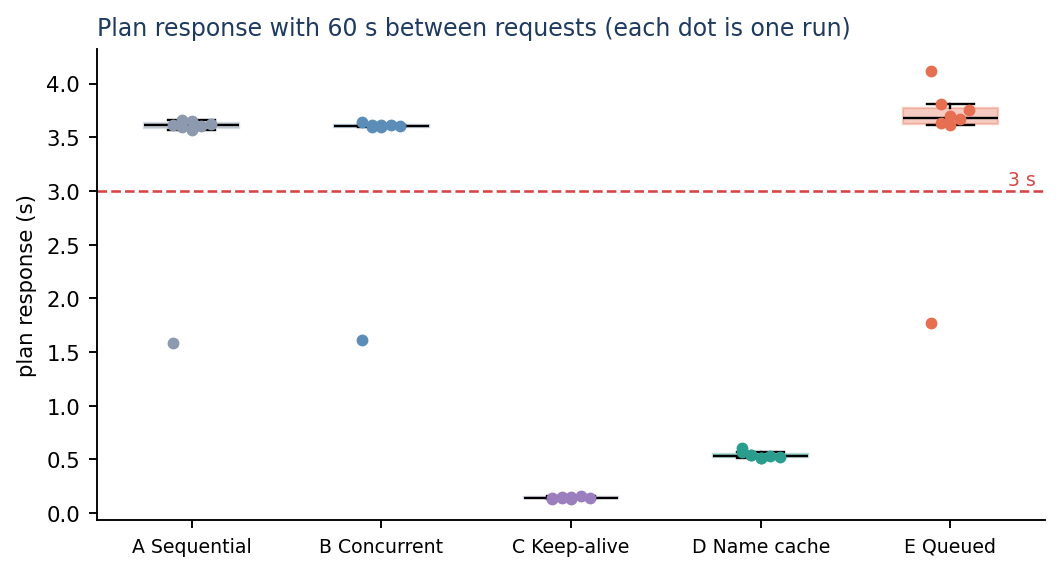 Plan response with 60 s between requests (each dot is one run)
plan response (s)
4.0
3.5
3.0
2.5
2.0
1.5
1.0
0.5
0.0
3 s
A Sequential
B Concurrent
C Keep-alive
D Name cache
E Queued